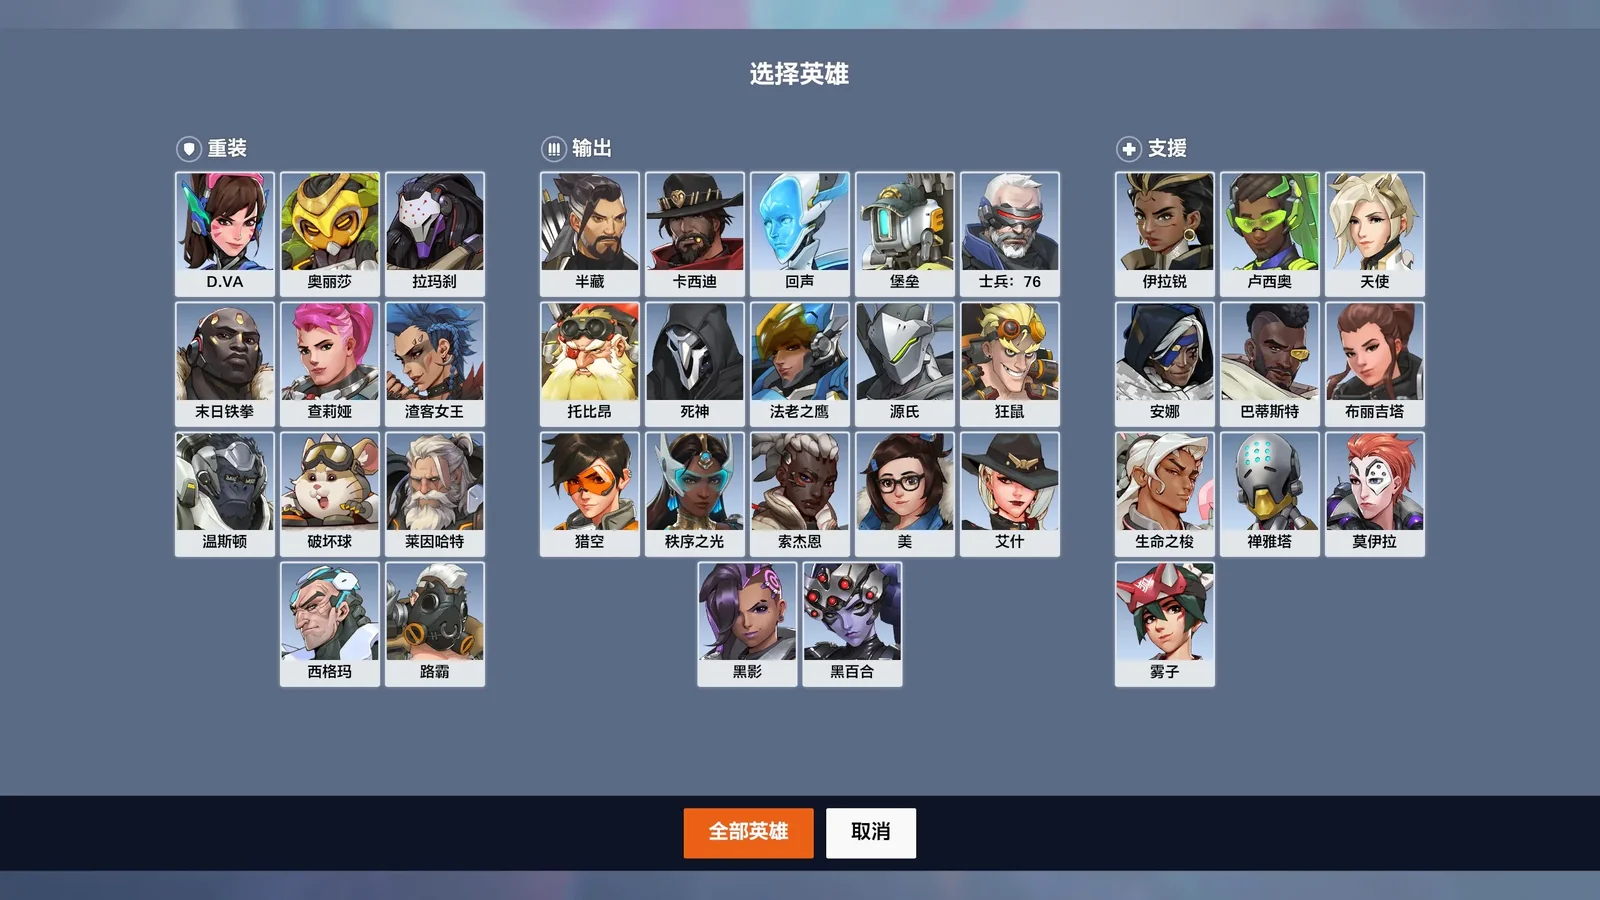 选择英雄
重装
输出
支援
D.VA
奥丽莎
拉玛刹
半藏
卡西迪
回声
堡垒
士兵：76
伊拉锐
卢西奥
天使
末日铁拳
查莉娅
渣客女王
托比昂
死神
法老之鹰
源氏
狂鼠
安娜
巴蒂斯特
布丽吉塔
温斯顿
破坏球
莱因哈特
猎空
秩序之光
索杰恩
美
艾什
生命之梭
禅雅塔
莫伊拉
西格玛
路霸
黑影
黑百合
雾子
全部英雄
取消